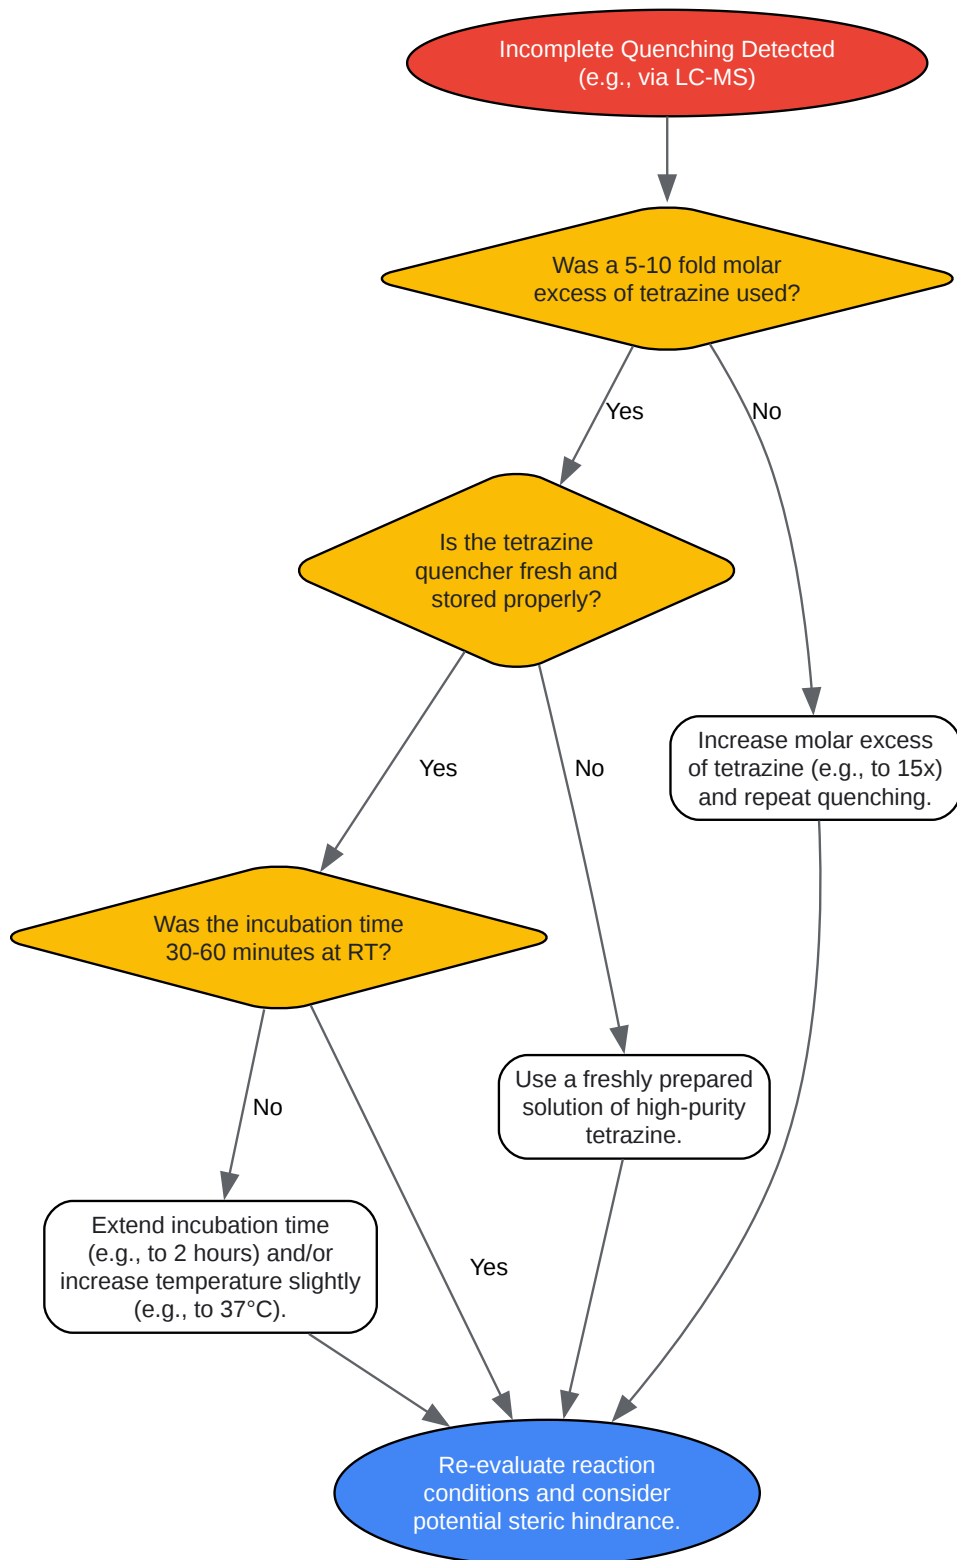 Incomplete Quenching Detected
(e.g., via LC-MS)
Was a 5-10 fold molar
excess of tetrazine used?
Yes
No
Is the tetrazine
quencher fresh and
stored properly?
Yes
No
Increase molar excess
of tetrazine (e.g., to 15x)
and repeat quenching.
Was the incubation time
30-60 minutes at RT?
No
Yes
Use a freshly prepared
solution of high-purity
tetrazine.
Extend incubation time
(e.g., to 2 hours) and/or
increase temperature slightly
(e.g., to 37°C).
Re-evaluate reaction
conditions and consider
potential steric hindrance.